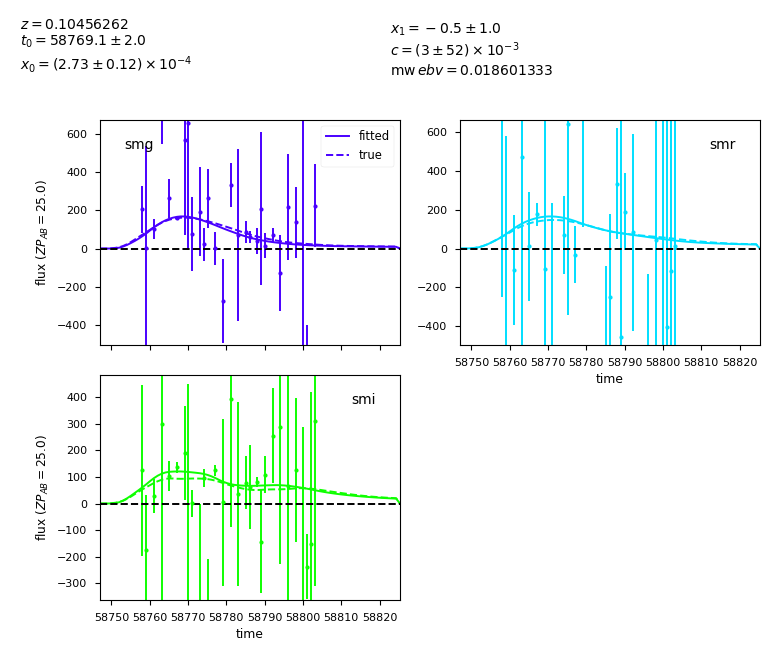 z = 0.10456262
t₀ = 58769.1 ± 2.0
x₀ = (2.73 ± 0.12) × 10⁻⁴
x₁ = −0.5 ± 1.0
c = (3 ± 52) × 10⁻³
mw ebv = 0.018601333
smg
fitted
true
600
400
200
0
−200
−400
flux (ZP_AB = 25.0)
smr
600
400
200
0
−200
−400
58750 58760 58770 58780 58790 58800 58810 58820
time
smi
400
300
200
100
0
−100
−200
−300
flux (ZP_AB = 25.0)
58750 58760 58770 58780 58790 58800 58810 58820
time